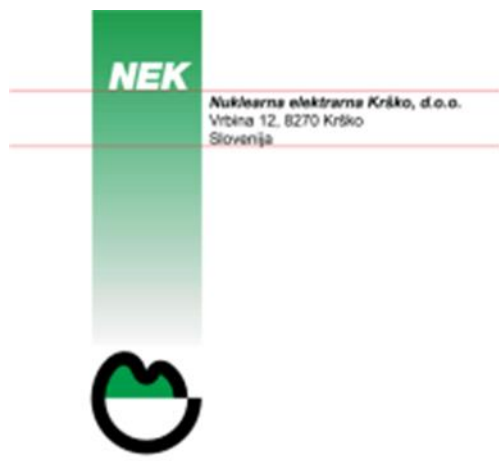 NEK
Nuklearna elektrarna Krško, d.o.o.
Vrbina 12, 8270 Krško
Slovenija